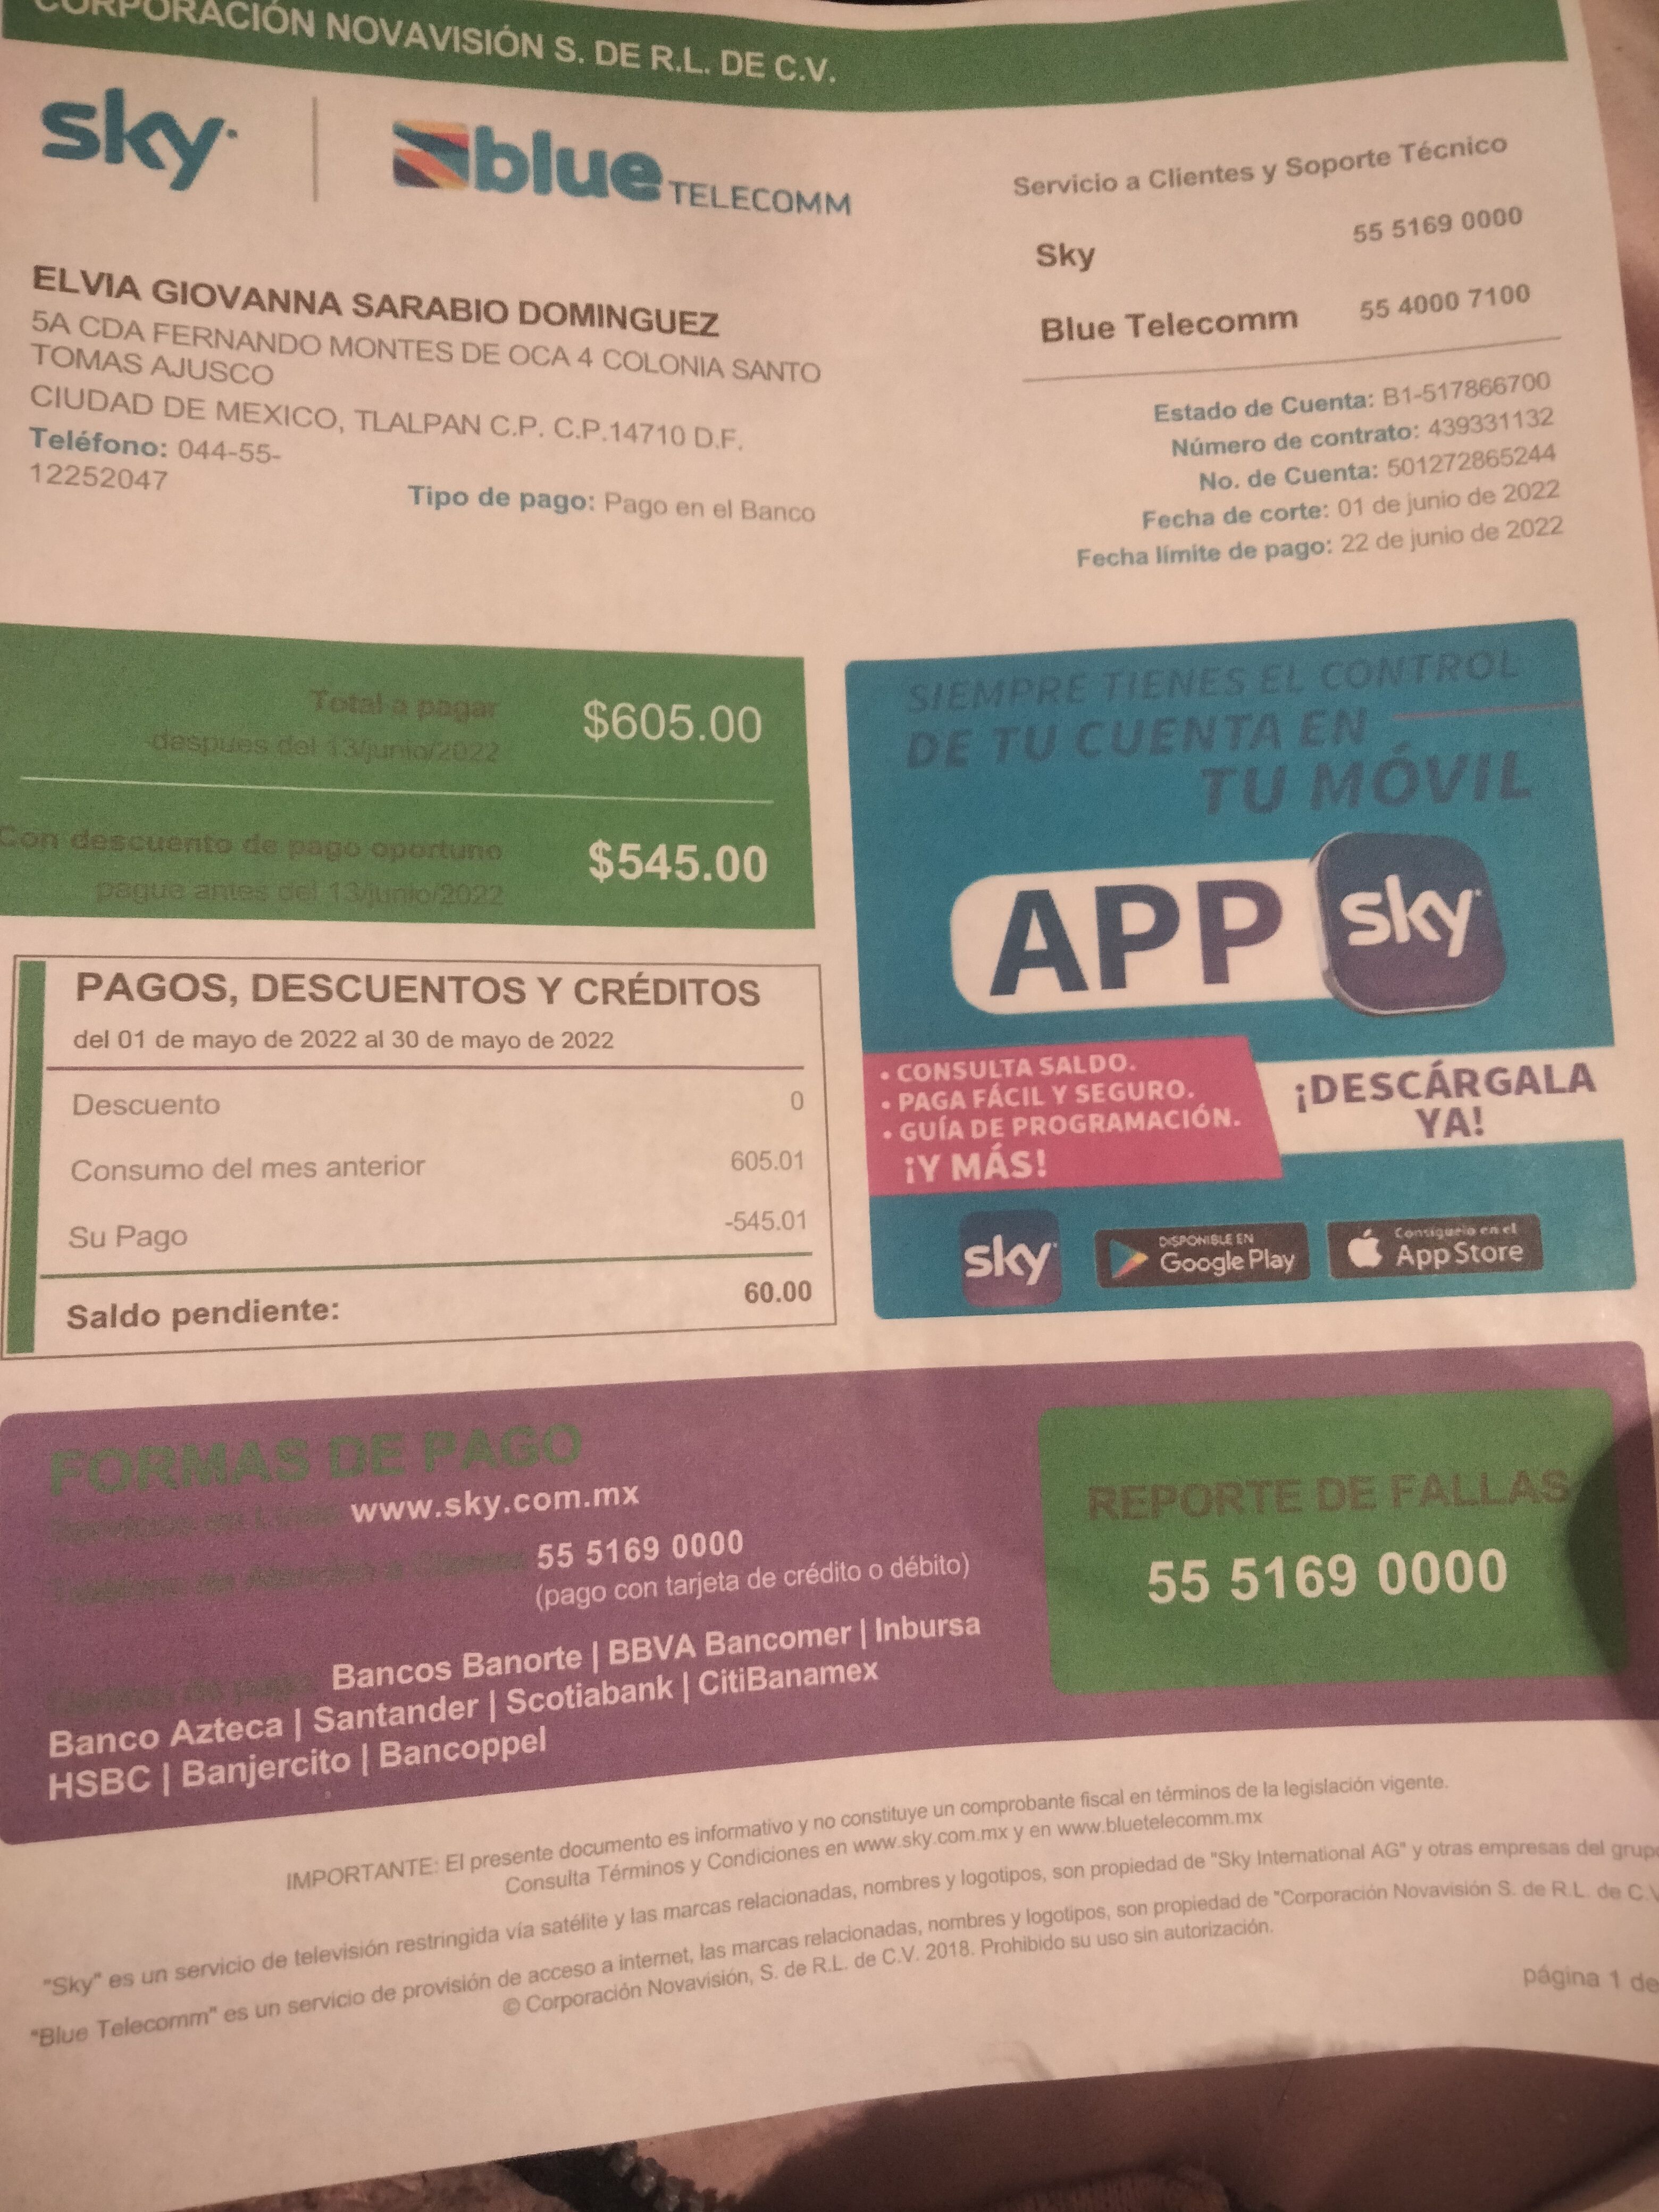 CORPORACIÓN NOVAVISIÓN S. DE R.L. DE C.V.
sky
blue TELECOMM
Servicio a Clientes y Soporte Técnico
Sky 55 5169 0000
Blue Telecomm 55 4000 7100
ELVIA GIOVANNA SARABIO DOMINGUEZ
5A CDA FERNANDO MONTES DE OCA 4 COLONIA SANTO
TOMAS AJUSCO
CIUDAD DE MEXICO, TLALPAN C.P. C.P.14710 D.F.
Teléfono: 044-55-
12252047
Tipo de pago: Pago en el Banco
Estado de Cuenta: B1-517866700
Número de contrato: 439331132
No. de Cuenta: 501272865244
Fecha de corte: 01 de junio de 2022
Fecha límite de pago: 22 de junio de 2022
Total a pagar
despues del 13/junio/2022
$605.00
Con descuento de pago oportuno
pague antes del 13/junio/2022
$545.00
SIEMPRE TIENES EL CONTROL
DE TU CUENTA EN
TU MÓVIL
APP sky
• CONSULTA SALDO.
• PAGA FÁCIL Y SEGURO.
• GUÍA DE PROGRAMACIÓN.
¡Y MÁS!
¡DESCÁRGALA
YA!
sky
DISPONIBLE EN
Google Play
Consíguelo en el
App Store
PAGOS, DESCUENTOS Y CRÉDITOS
del 01 de mayo de 2022 al 30 de mayo de 2022
Descuento 0
Consumo del mes anterior 605.01
Su Pago -545.01
Saldo pendiente: 60.00
FORMAS DE PAGO
www.sky.com.mx
55 5169 0000
(pago con tarjeta de crédito o débito)
Bancos Banorte | BBVA Bancomer | Inbursa
Banco Azteca | Santander | Scotiabank | CitiBanamex
HSBC | Banjercito | Bancoppel
REPORTE DE FALLAS
55 5169 0000
IMPORTANTE: El presente documento es informativo y no constituye un comprobante fiscal en términos de la legislación vigente.
Consulta Términos y Condiciones en www.sky.com.mx y en www.bluetelecomm.mx
"Sky" es un servicio de televisión restringida vía satélite y las marcas relacionadas, nombres y logotipos, son propiedad de "Sky International AG" y otras empresas del grupo
"Blue Telecomm" es un servicio de provisión de acceso a internet, las marcas relacionadas, nombres y logotipos, son propiedad de "Corporación Novavisión S. de R.L. de C.V
© Corporación Novavisión, S. de R.L. de C.V. 2018. Prohibido su uso sin autorización.
página 1 de